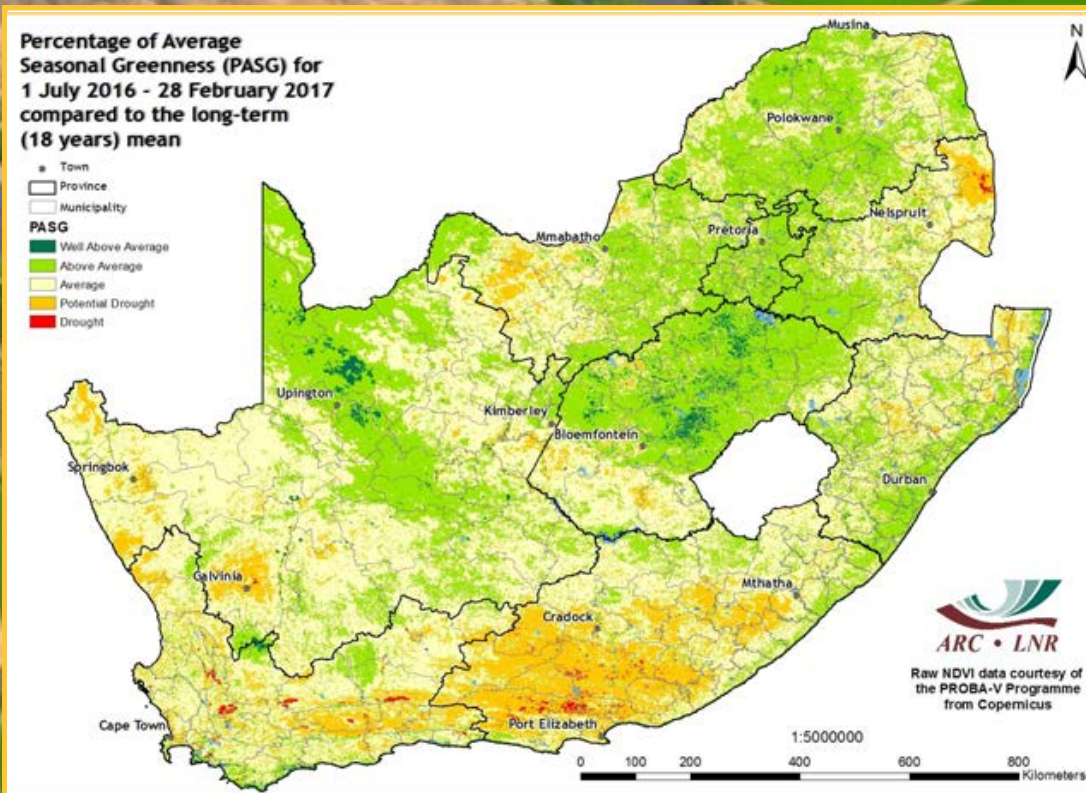 Percentage of Average
Seasonal Greenness (PASG) for
1 July 2016 - 28 February 2017
compared to the long-term
(18 years) mean
Town
Province
Municipality
PASG
Well Above Average
Above Average
Average
Potential Drought
Drought
Musina
N
Polokwane
Nelspruit
Pretoria
Mmabatho
Upington
Kimberley
Bloemfontein
Springbok
Durban
Galvinia
Mthatha
Cradock
Cape Town
Port Elizabeth
ARC • LNR
Raw NDVI data courtesy of
the PROBA-V Programme
from Copernicus
1:5000000
0 100 200 400 600 800
Kilometers